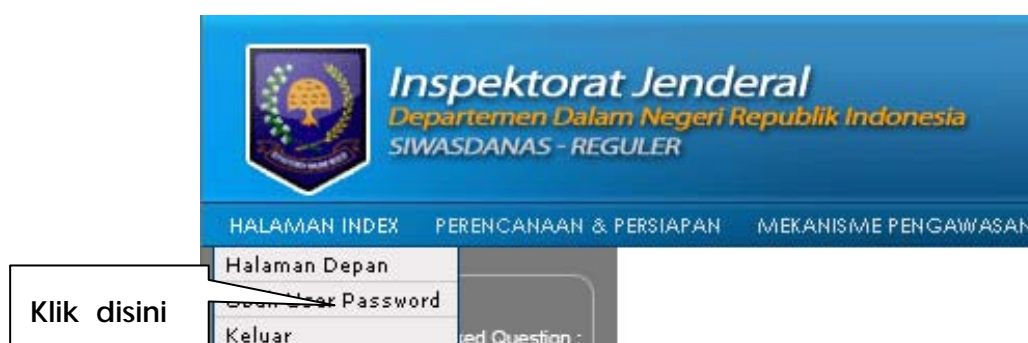 Inspektorat Jenderal
Departemen Dalam Negeri Republik Indonesia
SIWASDANAS - REGULER
HALAMAN INDEX PERENCANAAN & PERSIAPAN MEKANISME PENGAWASAN
Halaman Depan
User Password
Klik disini
Keluar
Question :